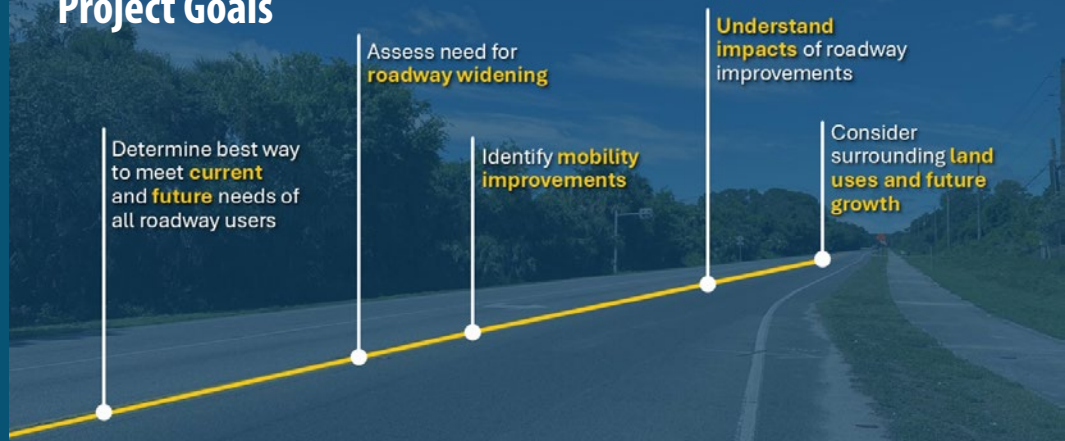 Project Goals
Determine best way
to meet current
and future needs of
all roadway users
Assess need for
roadway widening
Identify mobility
improvements
Understand
impacts of roadway
improvements
Consider
surrounding land
uses and future
growth